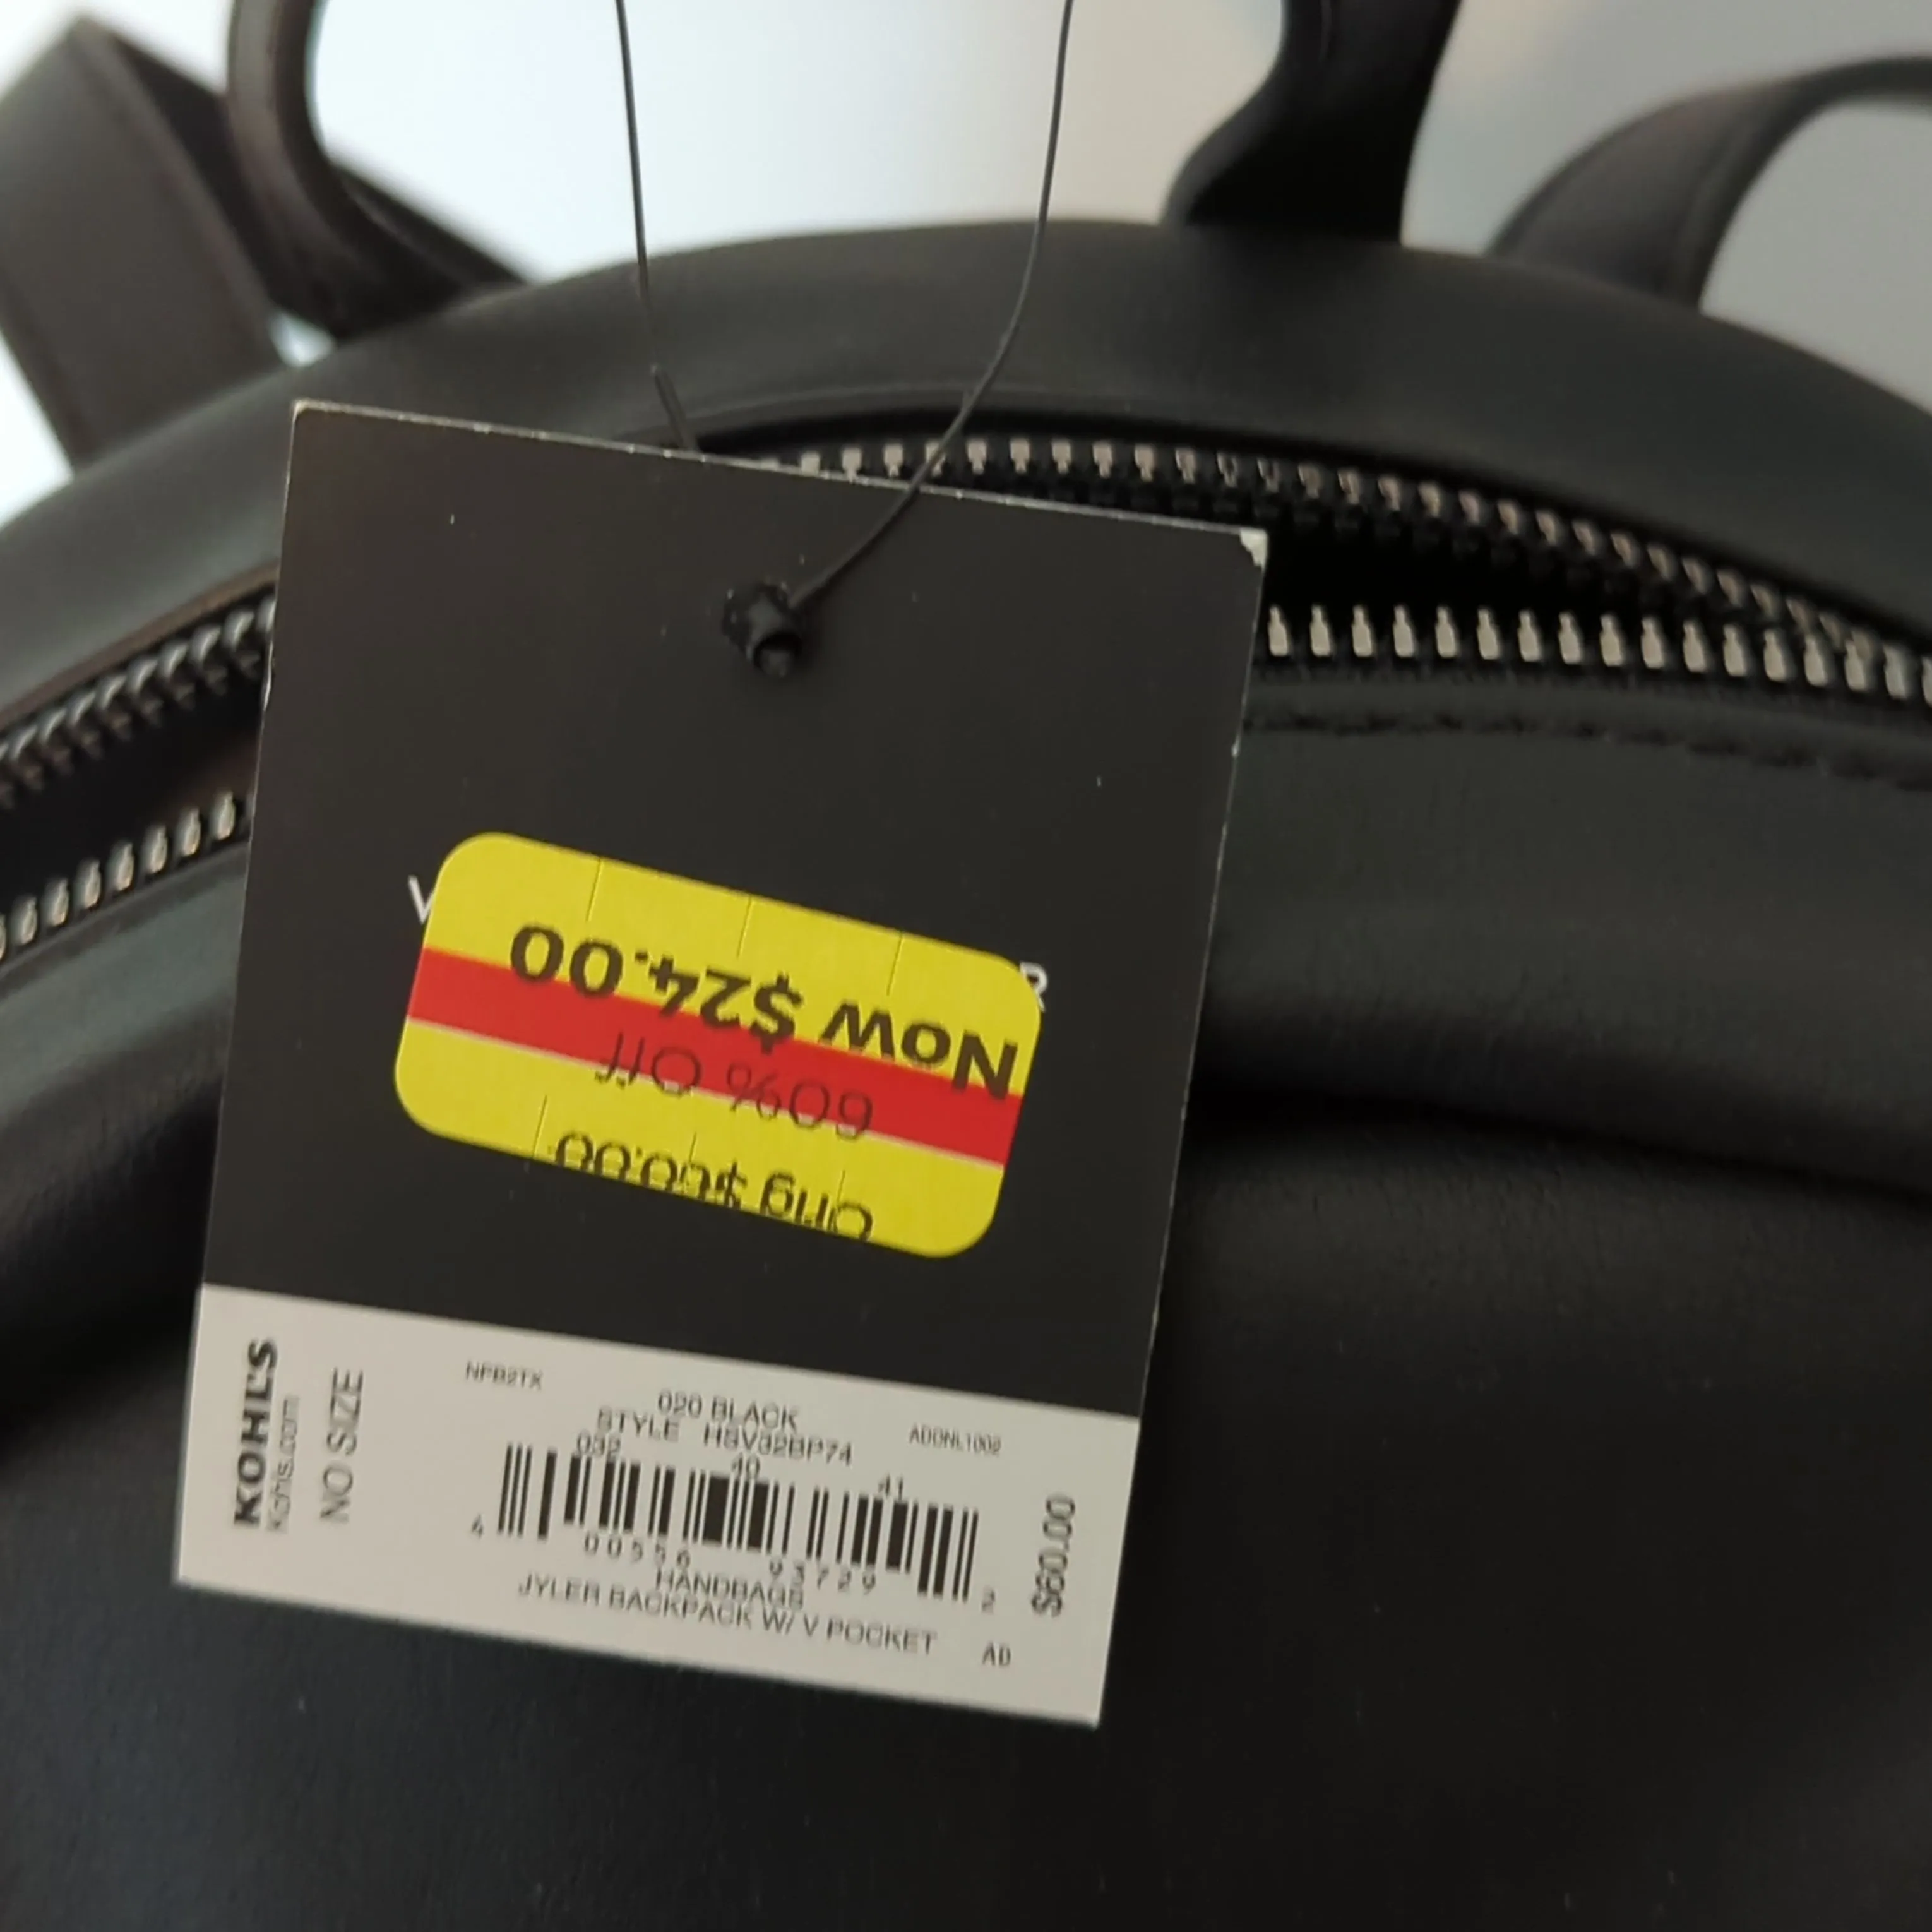 V R
Now $24.00
60% Off
Orig $60.00
KOHL'S
Kohls.com
NO SIZE
NPB2TX
020 BLACK
STYLE HSV32BP74
ADDNL1002
032 40 41
4 00556 93729 2
HANDBAGS
JYLER BACKPACK W/ V POCKET
AD
$60.00